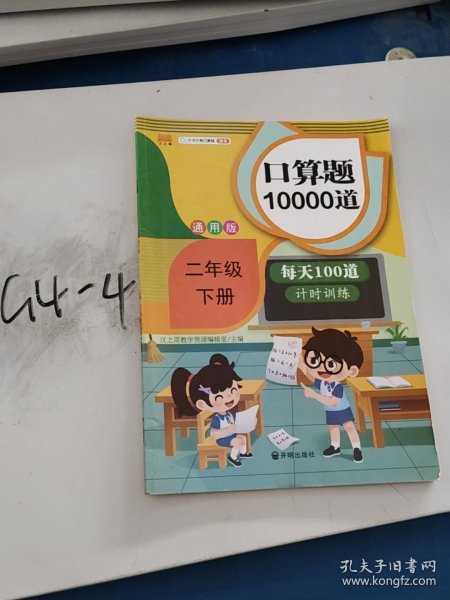 口算题
10000道
通用版
二年级
下册
每天100道
计时训练
汉之简教学资源编辑室/主编
开明出版社
G4-4
孔夫子旧书网
www.kongfz.com